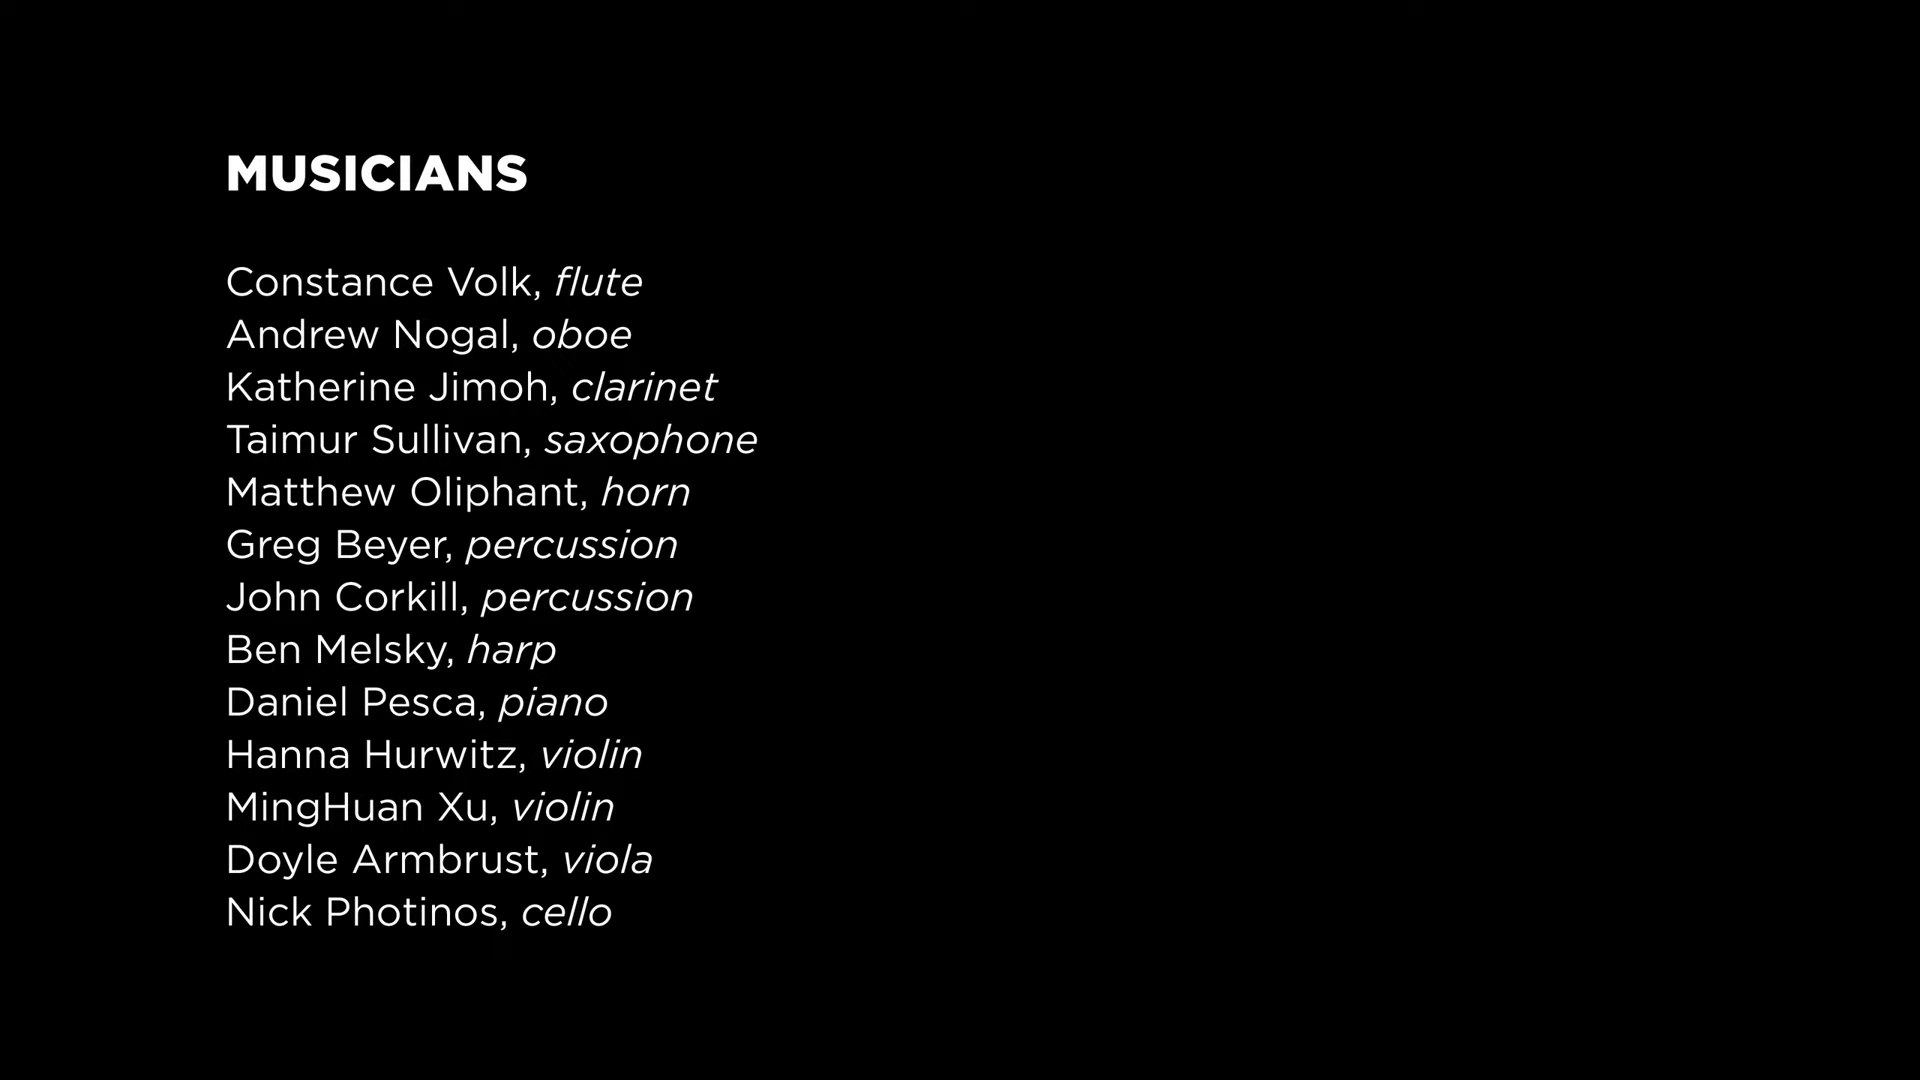 MUSICIANS
Constance Volk, flute
Andrew Nogal, oboe
Katherine Jimoh, clarinet
Taimur Sullivan, saxophone
Matthew Oliphant, horn
Greg Beyer, percussion
John Corkill, percussion
Ben Melsky, harp
Daniel Pesca, piano
Hanna Hurwitz, violin
MingHuan Xu, violin
Doyle Armbrust, viola
Nick Photinos, cello